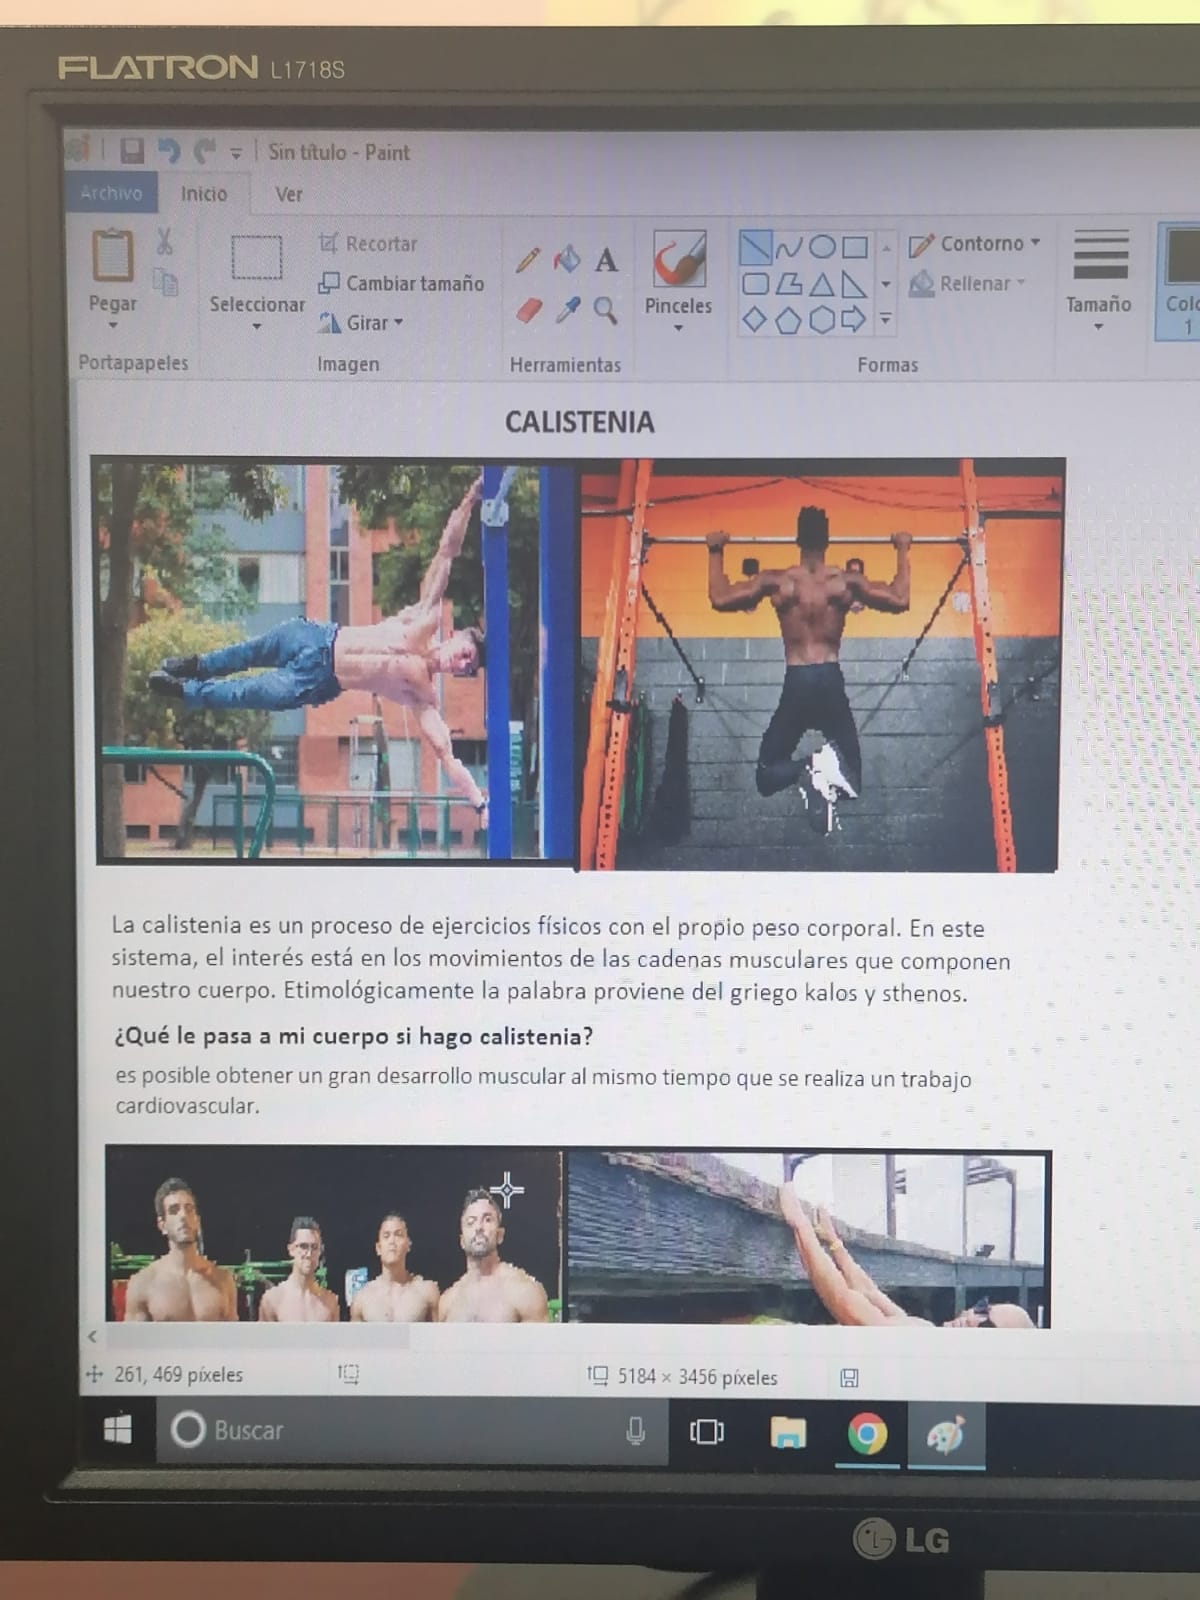 FLATRON L1718S
Sin título - Paint
Archivo Inicio Ver
Pegar
Portapapeles
Seleccionar
Recortar
Cambiar tamaño
Girar
Imagen
A
Herramientas
Pinceles
Formas
Contorno
Rellenar
Tamaño
1
CALISTENIA
La calistenia es un proceso de ejercicios físicos con el propio peso corporal. En este
sistema, el interés está en los movimientos de las cadenas musculares que componen
nuestro cuerpo. Etimológicamente la palabra proviene del griego kalos y sthenos.
¿Qué le pasa a mi cuerpo si hago calistenia?
es posible obtener un gran desarrollo muscular al mismo tiempo que se realiza un trabajo
cardiovascular.
261, 469 píxeles
5184 × 3456 píxeles
Buscar
LG